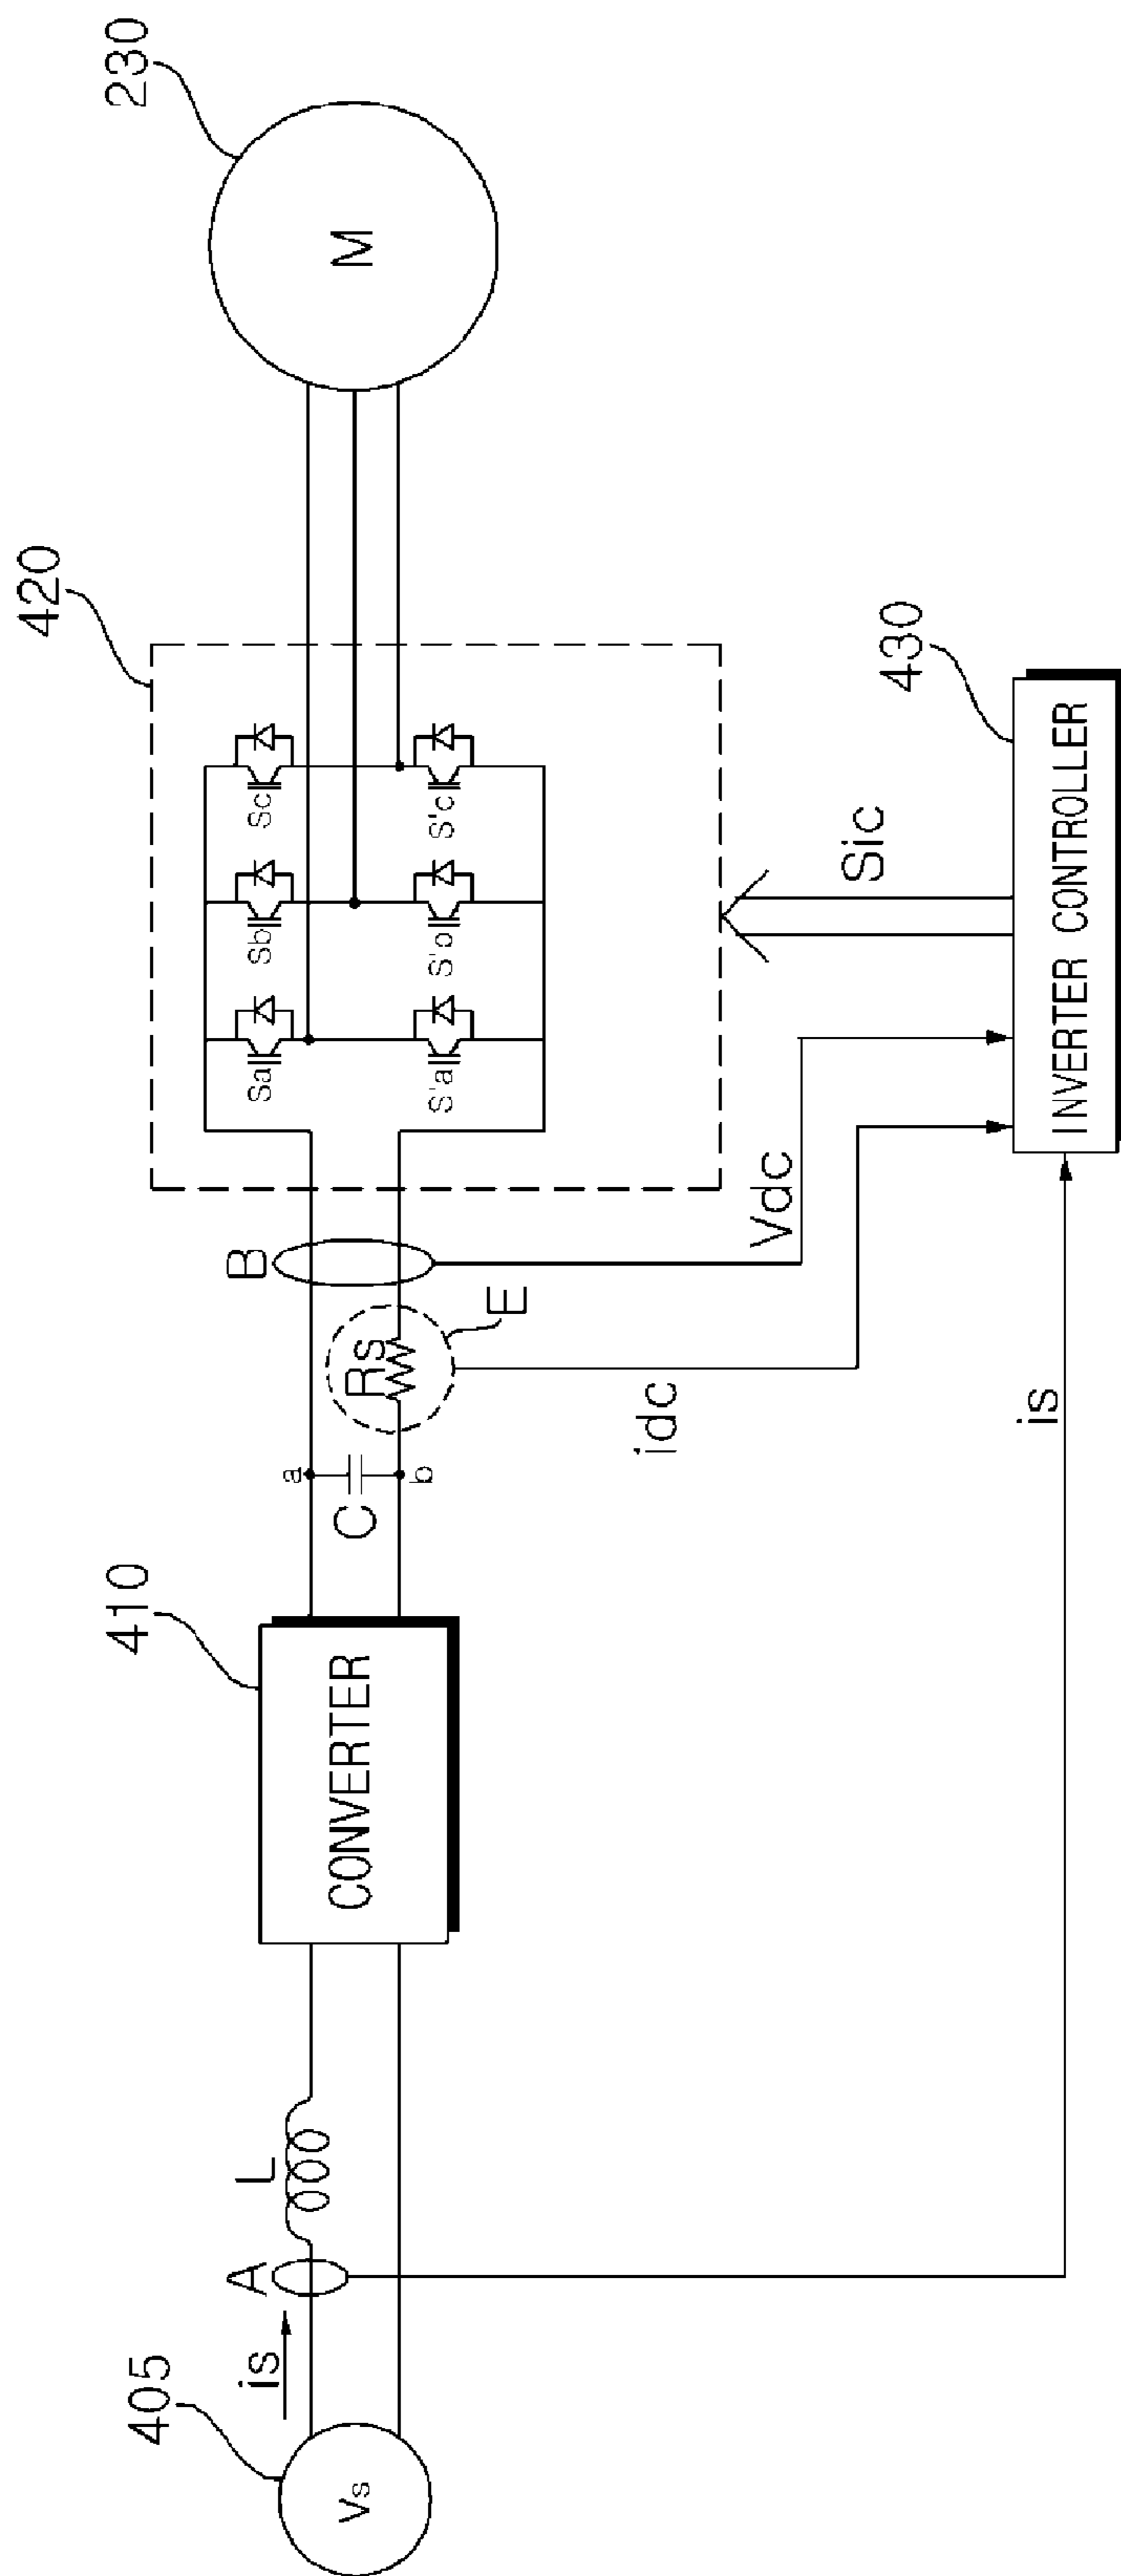 405
Vs
is
A
L
410
CONVERTER
a
C
b
Rs
E
B
420
Sa
Sb
Sc
S'a
S'b
S'c
230
M
idc
Vdc
Sic
is
430
INVERTER CONTROLLER